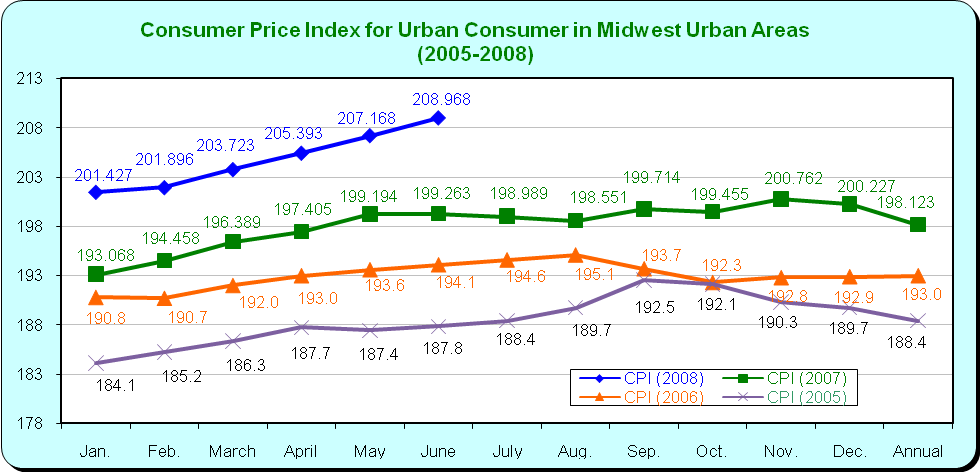 Consumer Price Index for Urban Consumer in Midwest Urban Areas
(2005-2008)
213
208
203
198
193
188
183
178
201.427 201.896 203.723 205.393 207.168 208.968
193.068 194.458 196.389 197.405 199.194 199.263 198.989 198.551 199.714 199.455 200.762 200.227 198.123
190.8 190.7 192.0 193.0 193.6 194.1 194.6 195.1 193.7 192.3 192.8 192.9 193.0
184.1 185.2 186.3 187.7 187.4 187.8 188.4 189.7 192.5 192.1 190.3 189.7 188.4
CPI (2008) CPI (2007)
CPI (2006) CPI (2005)
Jan. Feb. March April May June July Aug. Sep. Oct. Nov. Dec. Annual